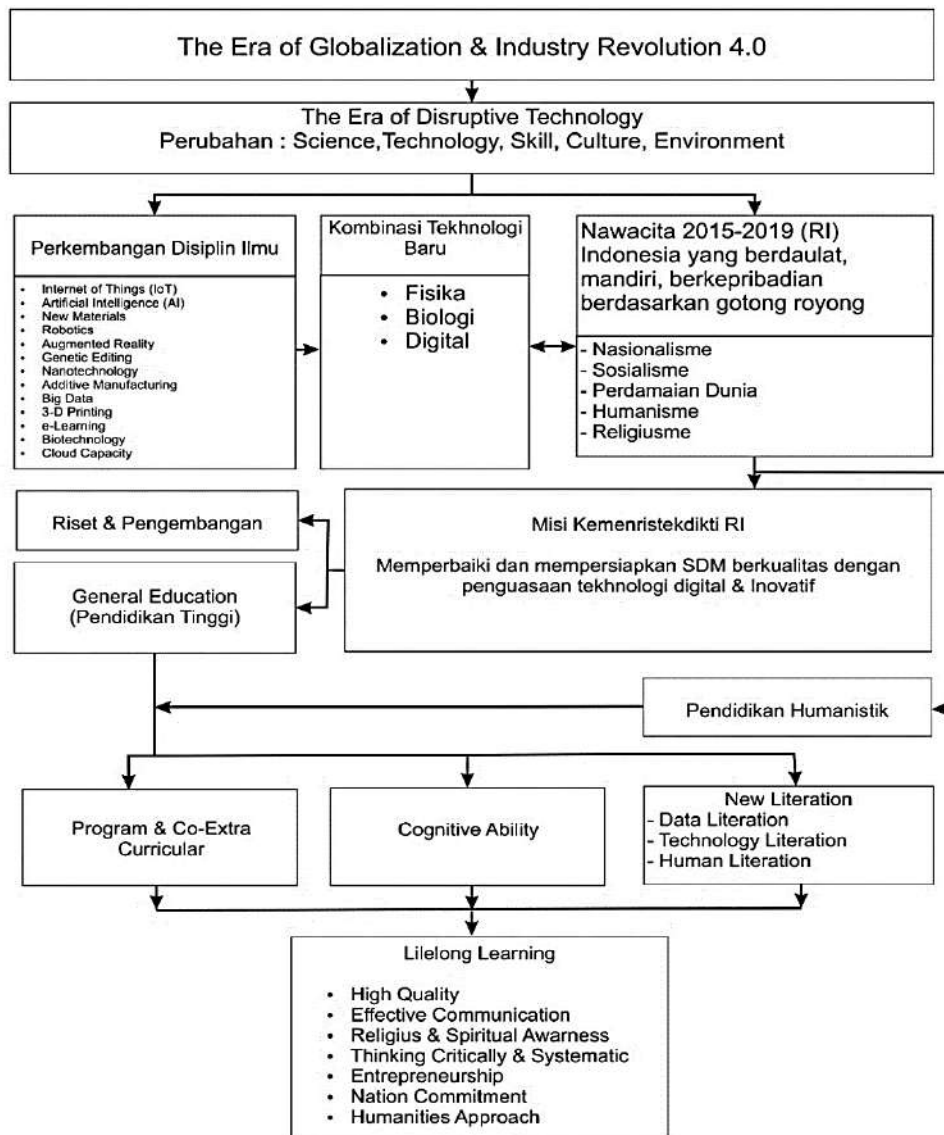 The Era of Globalization & Industry Revolution 4.0
The Era of Disruptive Technology
Perubahan : Science,Technology, Skill, Culture, Environment
Perkembangan Disiplin Ilmu
• Internet of Things (IoT)
• Artificial Intelligence (AI)
• New Materials
• Robotics
• Augmented Reality
• Genetic Editing
• Nanotechnology
• Additive Manufacturing
• Big Data
• 3-D Printing
• e-Learning
• Biotechnology
• Cloud Capacity
Kombinasi Tekhnologi
Baru
• Fisika
• Biologi
• Digital
Nawacita 2015-2019 (RI)
Indonesia yang berdaulat,
mandiri, berkepribadian
berdasarkan gotong royong
- Nasionalisme
- Sosialisme
- Perdamaian Dunia
- Humanisme
- Religiusme
Riset & Pengembangan
General Education
(Pendidikan Tinggi)
Misi Kemenristekdikti RI
Memperbaiki dan mempersiapkan SDM berkualitas dengan
penguasaan tekhnologi digital & Inovatif
Pendidikan Humanistik
Program & Co-Extra
Curricular
Cognitive Ability
New Literation
- Data Literation
- Technology Literation
- Human Literation
Lilelong Learning
• High Quality
• Effective Communication
• Religius & Spiritual Awarness
• Thinking Critically & Systematic
• Entrepreneurship
• Nation Commitment
• Humanities Approach